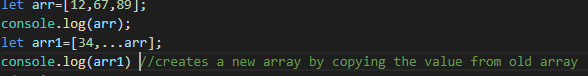 let arr=[12,67,89];
console.log(arr);
let arr1=[34,...arr];
console.log(arr1) //creates a new array by copying the value from old array